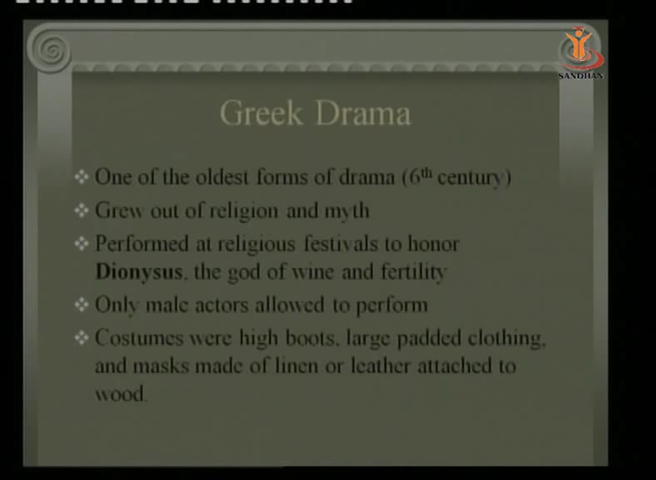 SANDHAN
Greek Drama
One of the oldest forms of drama (6th century)
Grew out of religion and myth
Performed at religious festivals to honor
Dionysus, the god of wine and fertility
Only male actors allowed to perform
Costumes were high boots, large padded clothing,
and masks made of linen or leather attached to
wood.